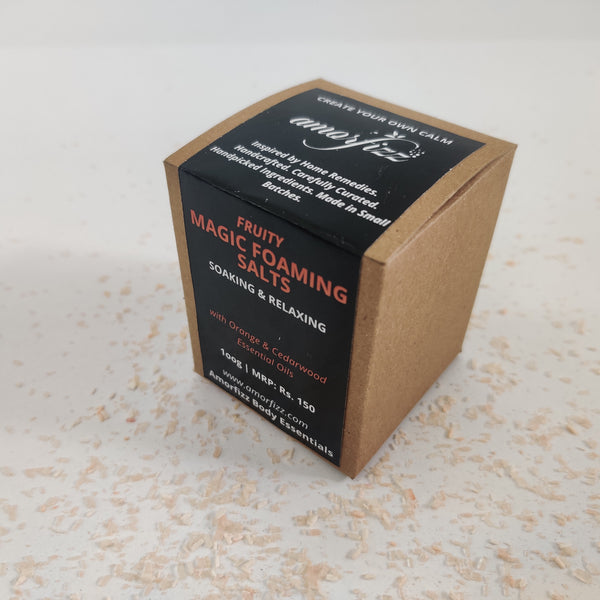 CREATE YOUR OWN CALM
amorfizz
Inspired by Home Remedies.
Handcrafted. Carefully Curated.
Handpicked Ingredients. Made in Small
Batches.
FRUITY
MAGIC FOAMING
SALTS
SOAKING & RELAXING
with Orange & Cedarwood
Essential Oils
100g | MRP: Rs. 150
www.amorfizz.com
Amorfizz Body Essentials